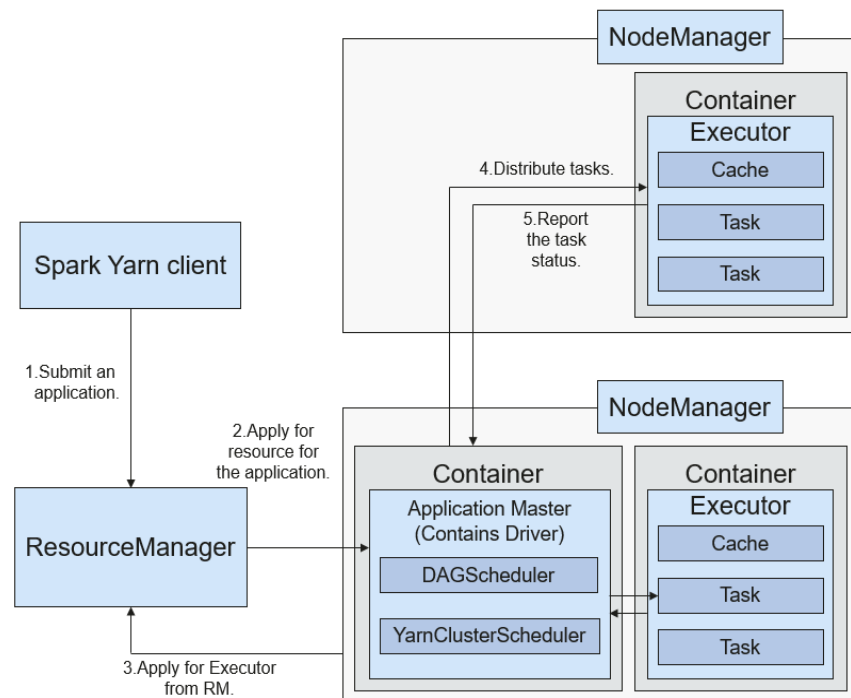 NodeManager
Container
Executor
Cache
Task
Task
4.Distribute tasks.
5.Report
the task
status.
Spark Yarn client
1.Submit an
application.
2.Apply for
resource for
the application.
ResourceManager
3.Apply for Executor
from RM.
NodeManager
Container
Application Master
(Contains Driver)
DAGScheduler
YarnClusterScheduler
Container
Executor
Cache
Task
Task